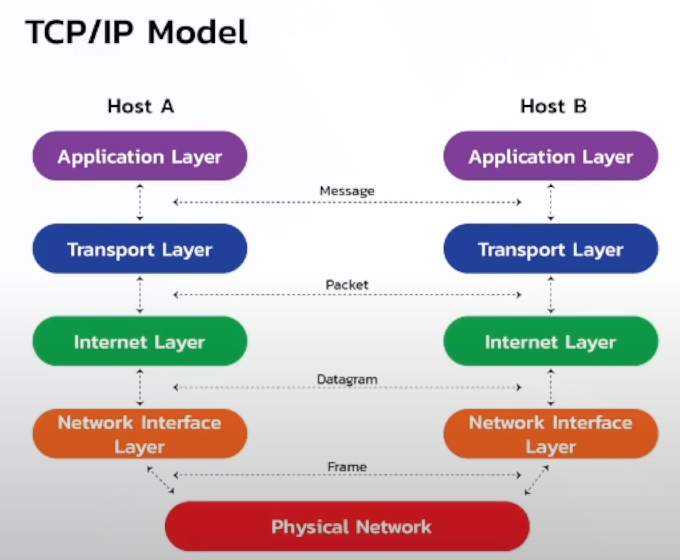 TCP/IP Model
Host A
Host B
Application Layer
Application Layer
Message
Transport Layer
Transport Layer
Packet
Internet Layer
Internet Layer
Datagram
Network Interface
Layer
Network Interface
Layer
Frame
Physical Network